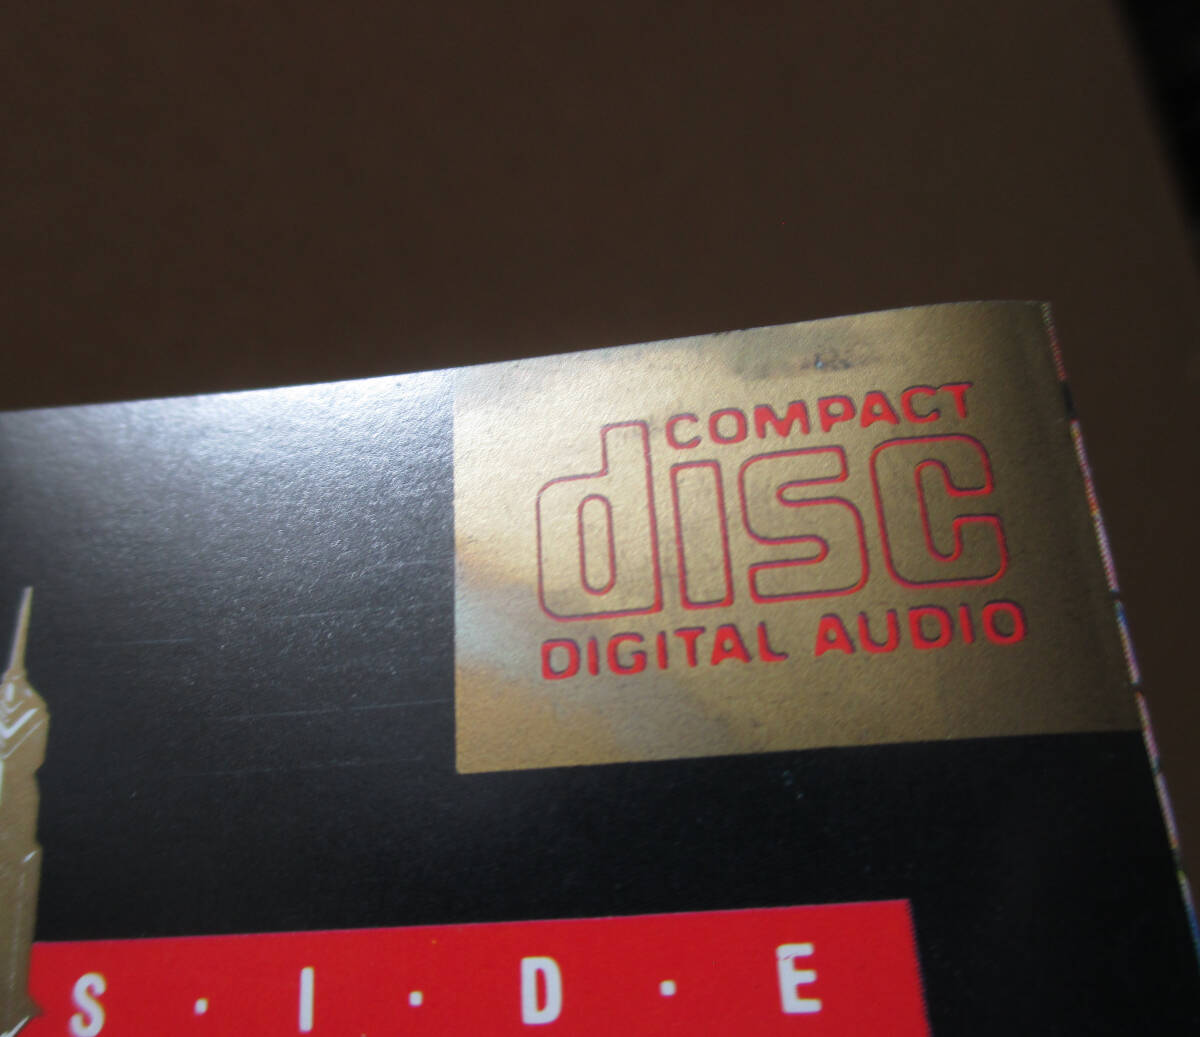 COMPACT
disc
DIGITAL AUDIO
S·I·D·E